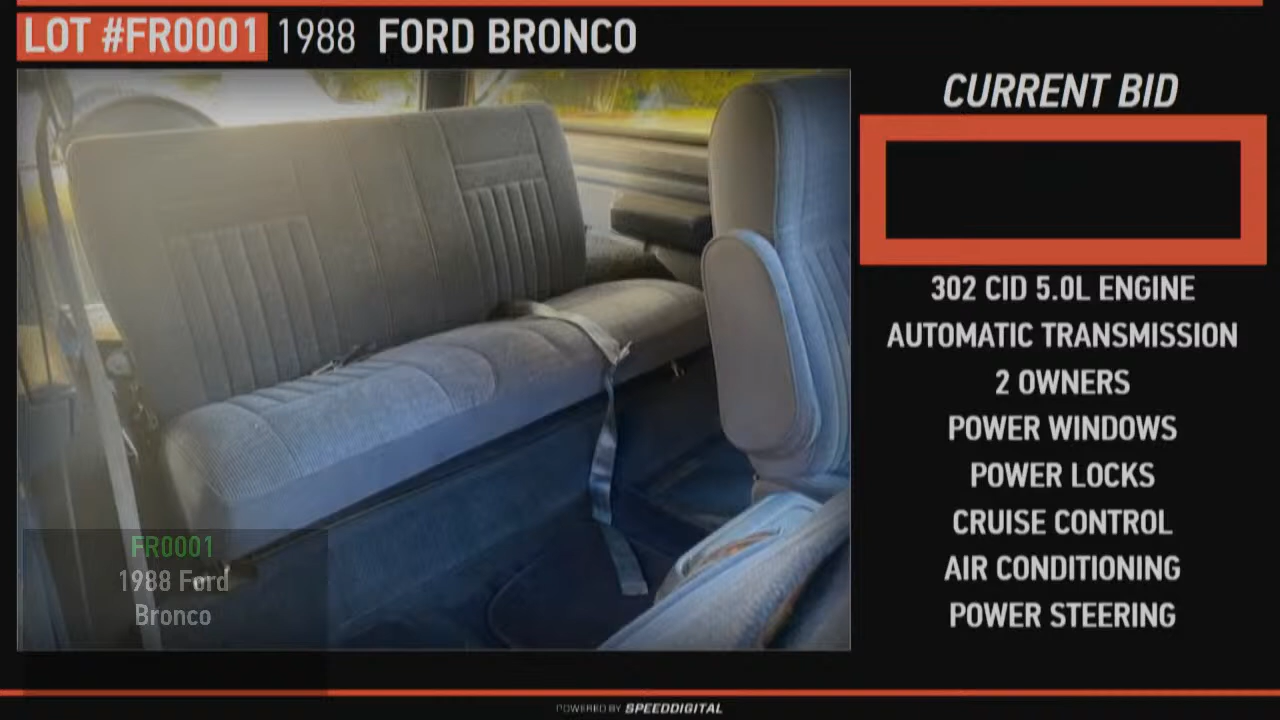 LOT #FR0001 1988 FORD BRONCO
CURRENT BID
302 CID 5.0L ENGINE
AUTOMATIC TRANSMISSION
2 OWNERS
POWER WINDOWS
POWER LOCKS
CRUISE CONTROL
AIR CONDITIONING
POWER STEERING
FR0001
1988 Ford
Bronco
POWERED BY SPEEDDIGITAL